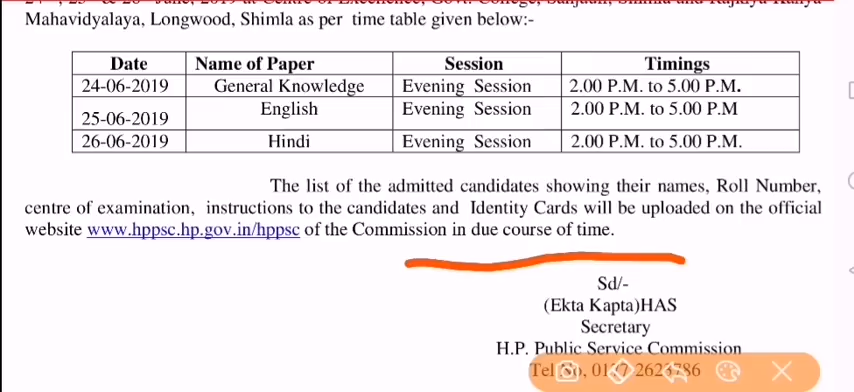 Mahavidyalaya, Longwood, Shimla as per time table given below:-
Date Name of Paper Session Timings
24-06-2019 General Knowledge Evening Session 2.00 P.M. to 5.00 P.M.
25-06-2019 English Evening Session 2.00 P.M. to 5.00 P.M
26-06-2019 Hindi Evening Session 2.00 P.M. to 5.00 P.M.
The list of the admitted candidates showing their names, Roll Number,
centre of examination, instructions to the candidates and Identity Cards will be uploaded on the official
website www.hppsc.hp.gov.in/hppsc of the Commission in due course of time.
Sd/-
(Ekta Kapta)HAS
Secretary
H.P. Public Service Commission
Tel